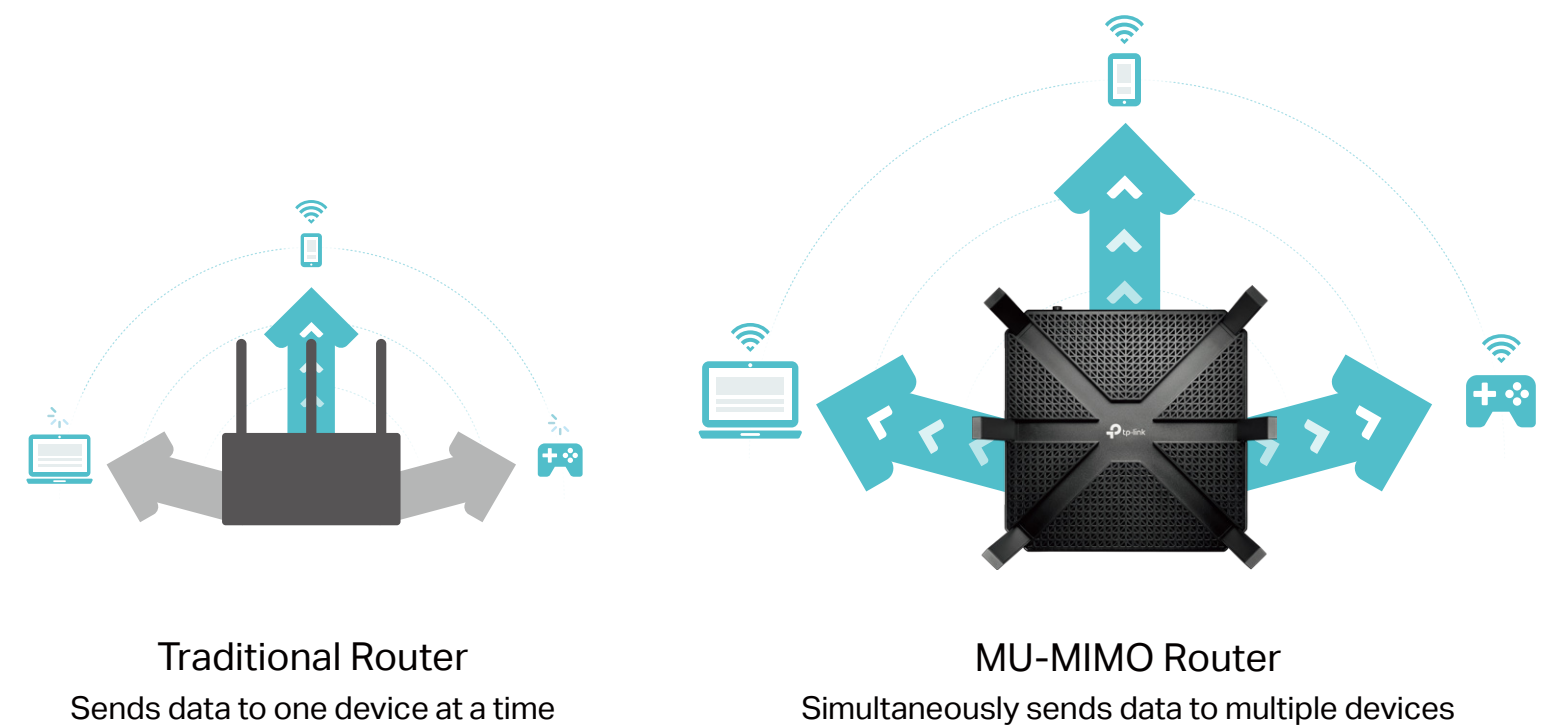 tp-link
Traditional Router
Sends data to one device at a time
MU-MIMO Router
Simultaneously sends data to multiple devices